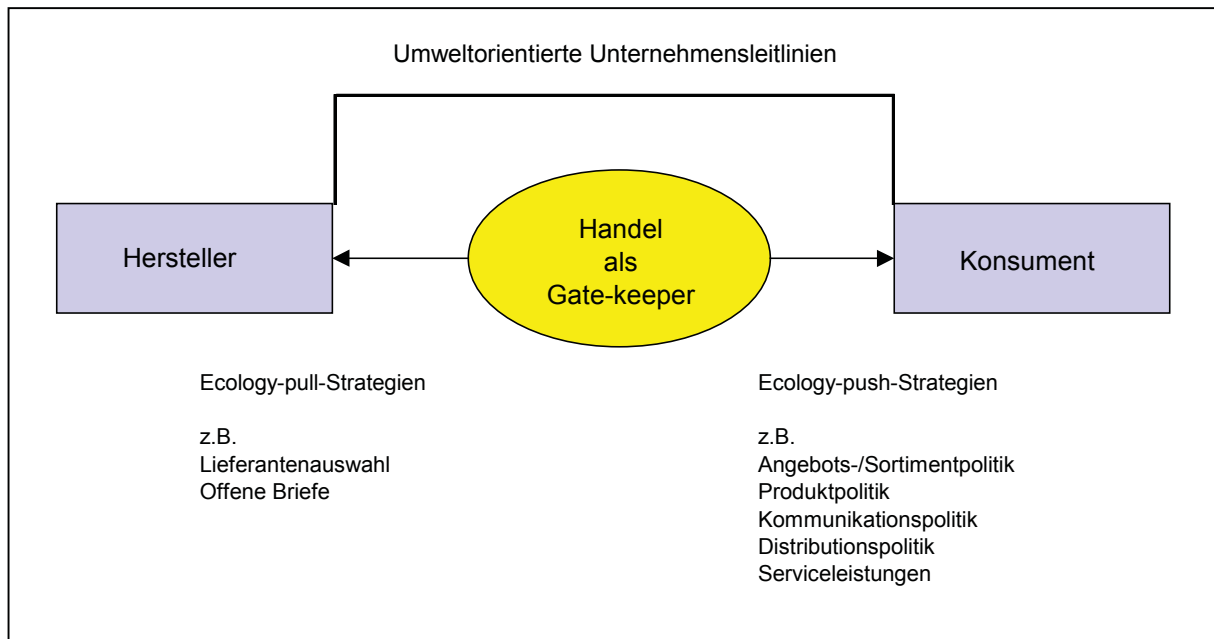 Umweltorientierte Unternehmensleitlinien
Hersteller
Handel
als
Gate-keeper
Konsument
Ecology-pull-Strategien
z.B.
Lieferantenauswahl
Offene Briefe
Ecology-push-Strategien
z.B.
Angebots-/Sortimentpolitik
Produktpolitik
Kommunikationspolitik
Distributionspolitik
Serviceleistungen